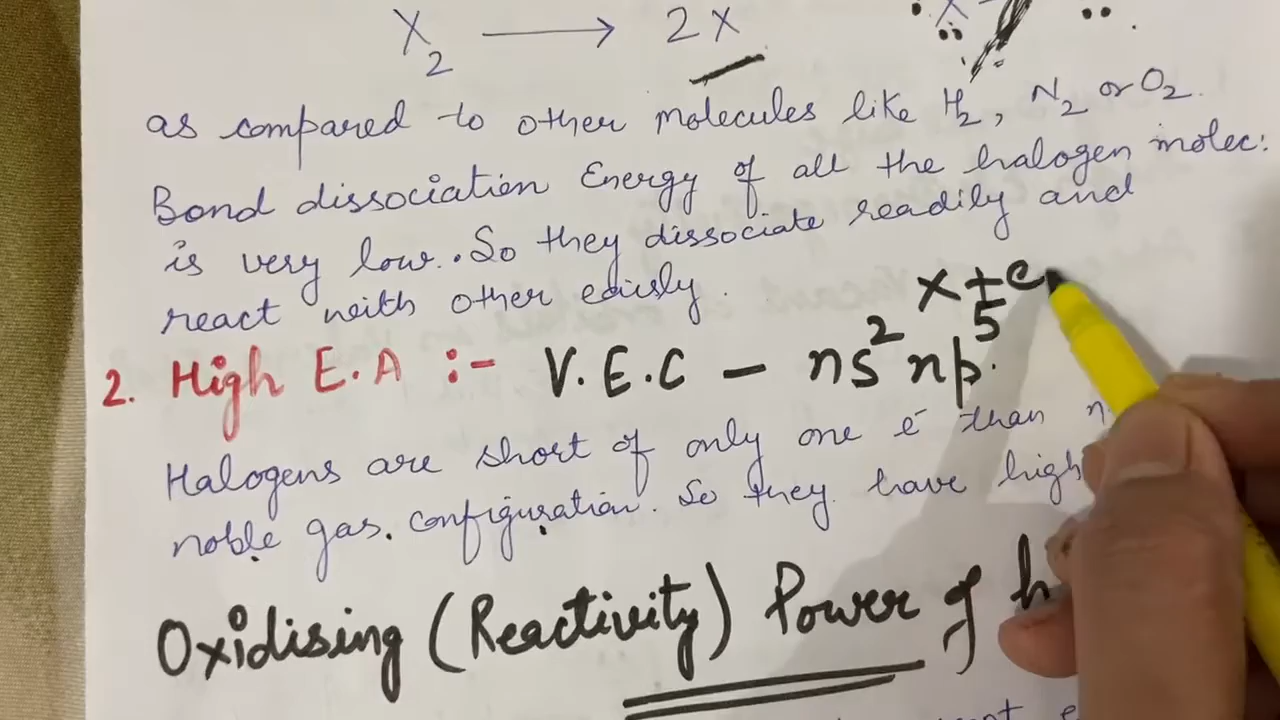 X₂ ⟶ 2X
as compared to other molecules like H₂, N₂ or O₂.
Bond dissociation Energy of all the halogen molec:
is very low. So they dissociate readily and
react with other easily.
X + e
2. High E.A :- V.E.C - ns²np⁵.
Halogens are short of only one e⁻ than
noble gas configuration. So they have high
Oxidising (Reactivity) Power of h